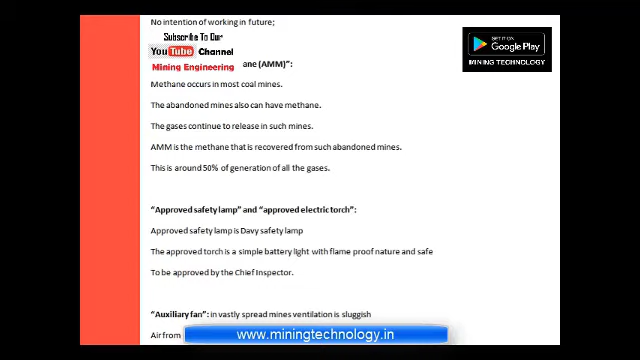 No intention of working in future;
Subscribe To Our
YouTube Channel
Mining Engineering
ane (AMM)”:
GET IT ON
Google Play
MINING TECHNOLOGY
Methane occurs in most coal mines.
The abandoned mines also can have methane.
The gases continue to release in such mines.
AMM is the methane that is recovered from such abandoned mines.
This is around 50% of generation of all the gases.
“Approved safety lamp” and “approved electric torch”:
Approved safety lamp is Davy safety lamp
The approved torch is a simple battery light with flame proof nature and safe
To be approved by the Chief Inspector.
“Auxiliary fan”: in vastly spread mines ventilation is sluggish
Air from
www.miningtechnology.in